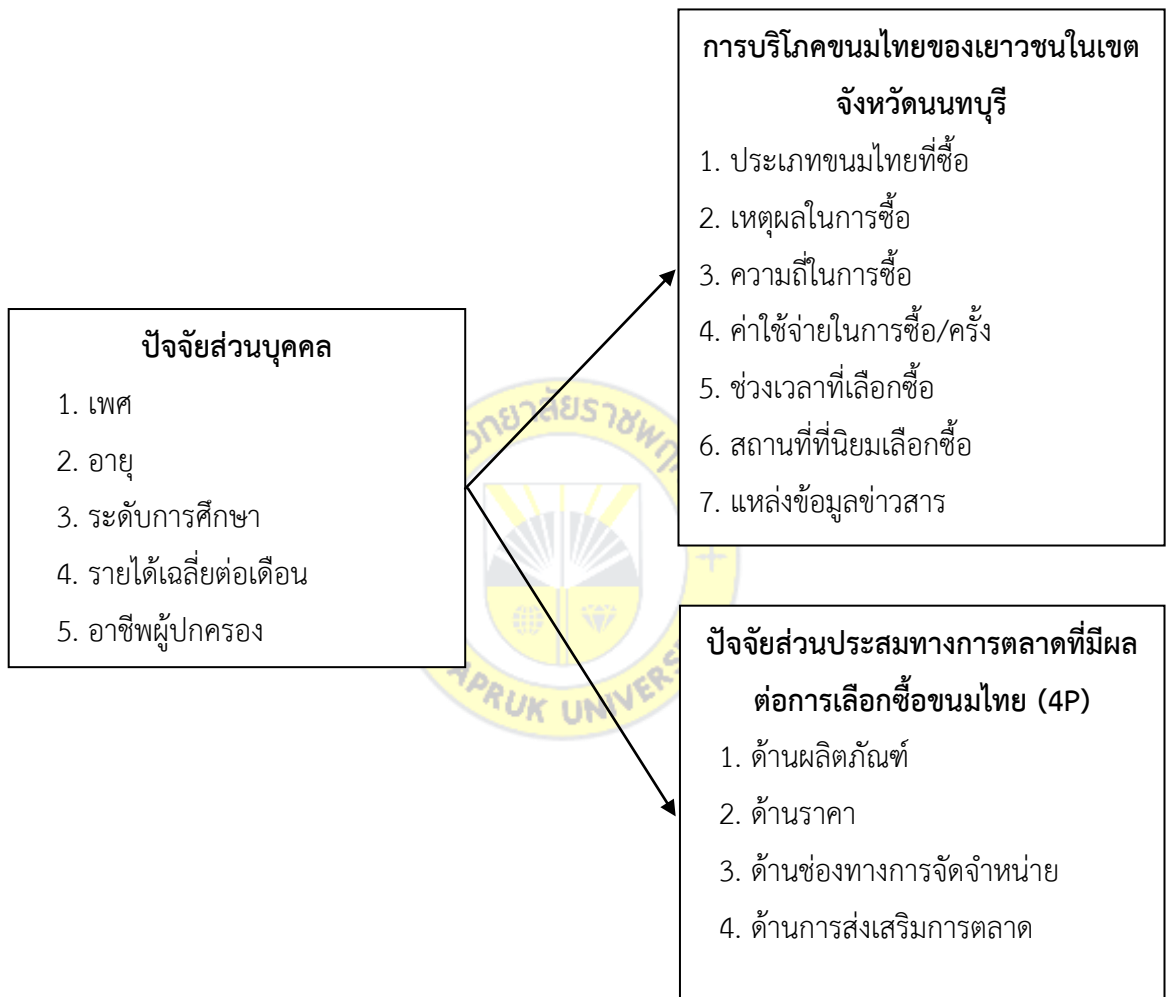 การบริโภคขนมไทยของเยาวชนในเขต
จังหวัดนนทบุรี
1. ประเภทขนมไทยที่ซื้อ
2. เหตุผลในการซื้อ
3. ความถี่ในการซื้อ
4. ค่าใช้จ่ายในการซื้อ/ครั้ง
5. ช่วงเวลาที่เลือกซื้อ
6. สถานที่ที่นิยมเลือกซื้อ
7. แหล่งข้อมูลข่าวสาร
ปัจจัยส่วนบุคคล
1. เพศ
2. อายุ
3. ระดับการศึกษา
4. รายได้เฉลี่ยต่อเดือน
5. อาชีพผู้ปกครอง
ปัจจัยส่วนประสมทางการตลาดที่มีผล
ต่อการเลือกซื้อขนมไทย (4P)
1. ด้านผลิตภัณฑ์
2. ด้านราคา
3. ด้านช่องทางการจัดจำหน่าย
4. ด้านการส่งเสริมการตลาด